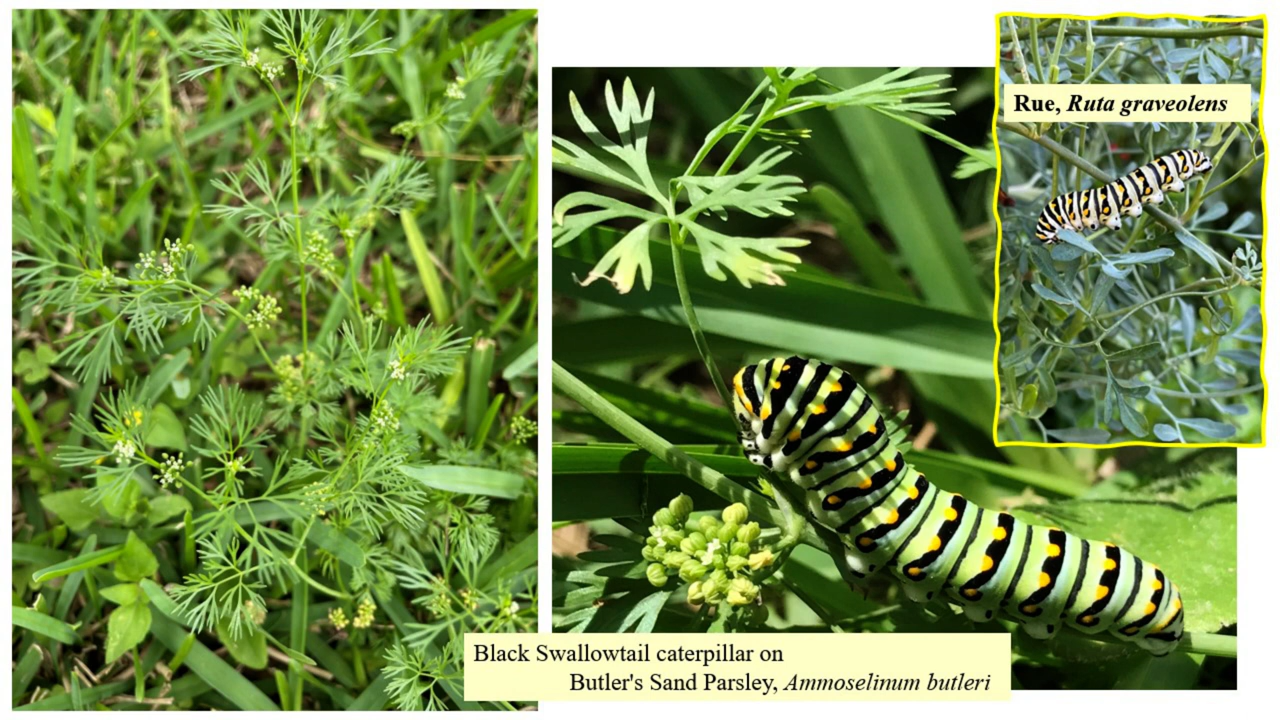 Rue, Ruta graveolens
Black Swallowtail caterpillar on
Butler's Sand Parsley, Ammoselinum butleri